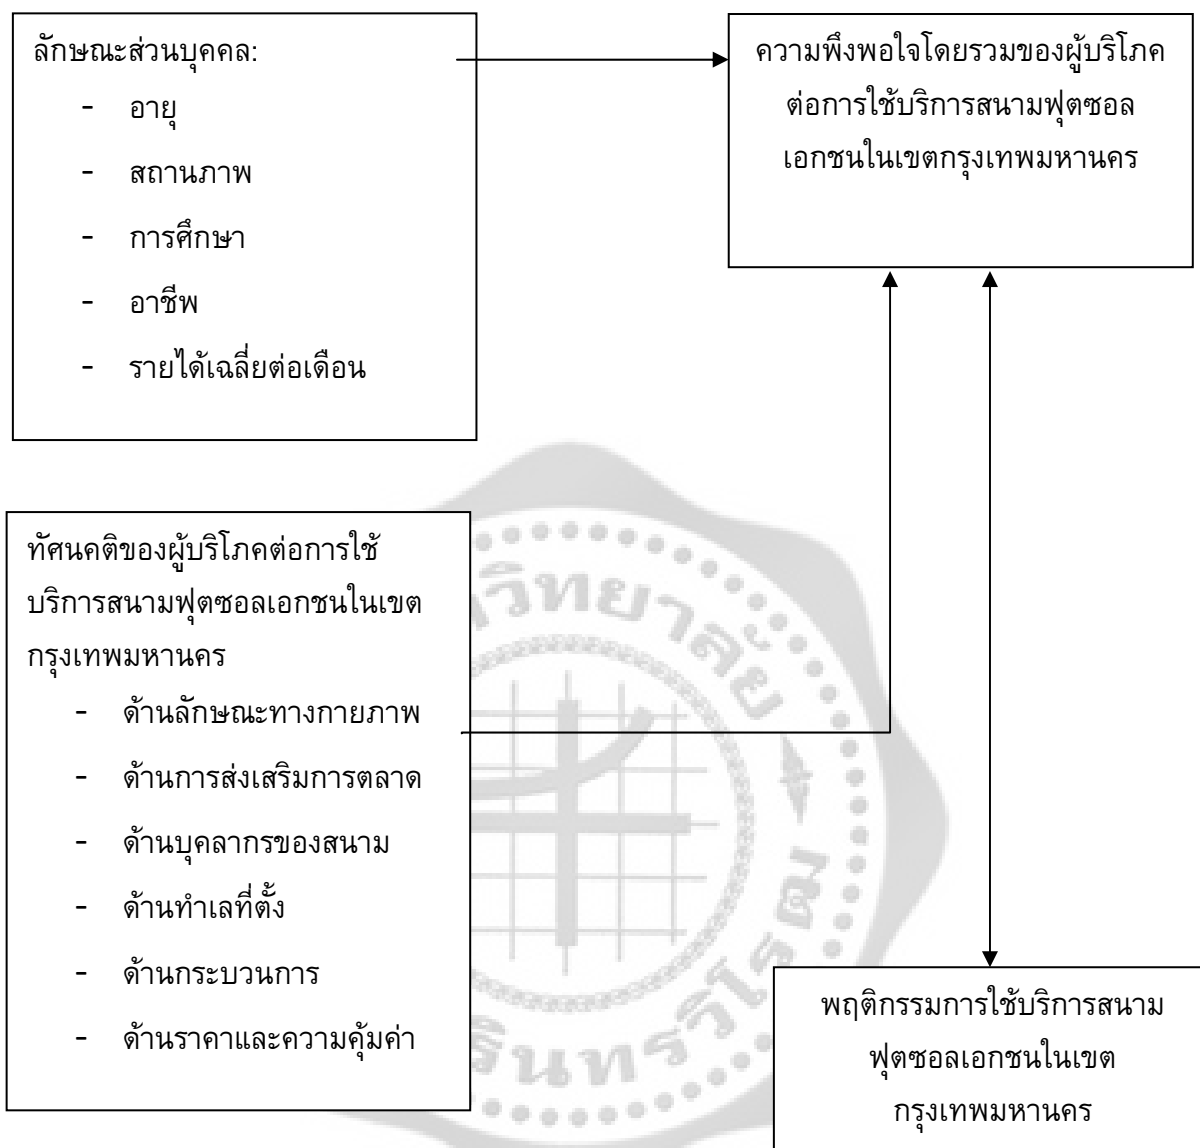 ลักษณะส่วนบุคคล:
- อายุ
- สถานภาพ
- การศึกษา
- อาชีพ
- รายได้เฉลี่ยต่อเดือน
ความพึงพอใจโดยรวมของผู้บริโภค
ต่อการใช้บริการสนามฟุตซอล
เอกชนในเขตกรุงเทพมหานคร
ทัศนคติของผู้บริโภคต่อการใช้
บริการสนามฟุตซอลเอกชนในเขต
กรุงเทพมหานคร
- ด้านลักษณะทางกายภาพ
- ด้านการส่งเสริมการตลาด
- ด้านบุคลากรของสนาม
- ด้านทำเลที่ตั้ง
- ด้านกระบวนการ
- ด้านราคาและความคุ้มค่า
พฤติกรรมการใช้บริการสนาม
ฟุตซอลเอกชนในเขต
กรุงเทพมหานคร